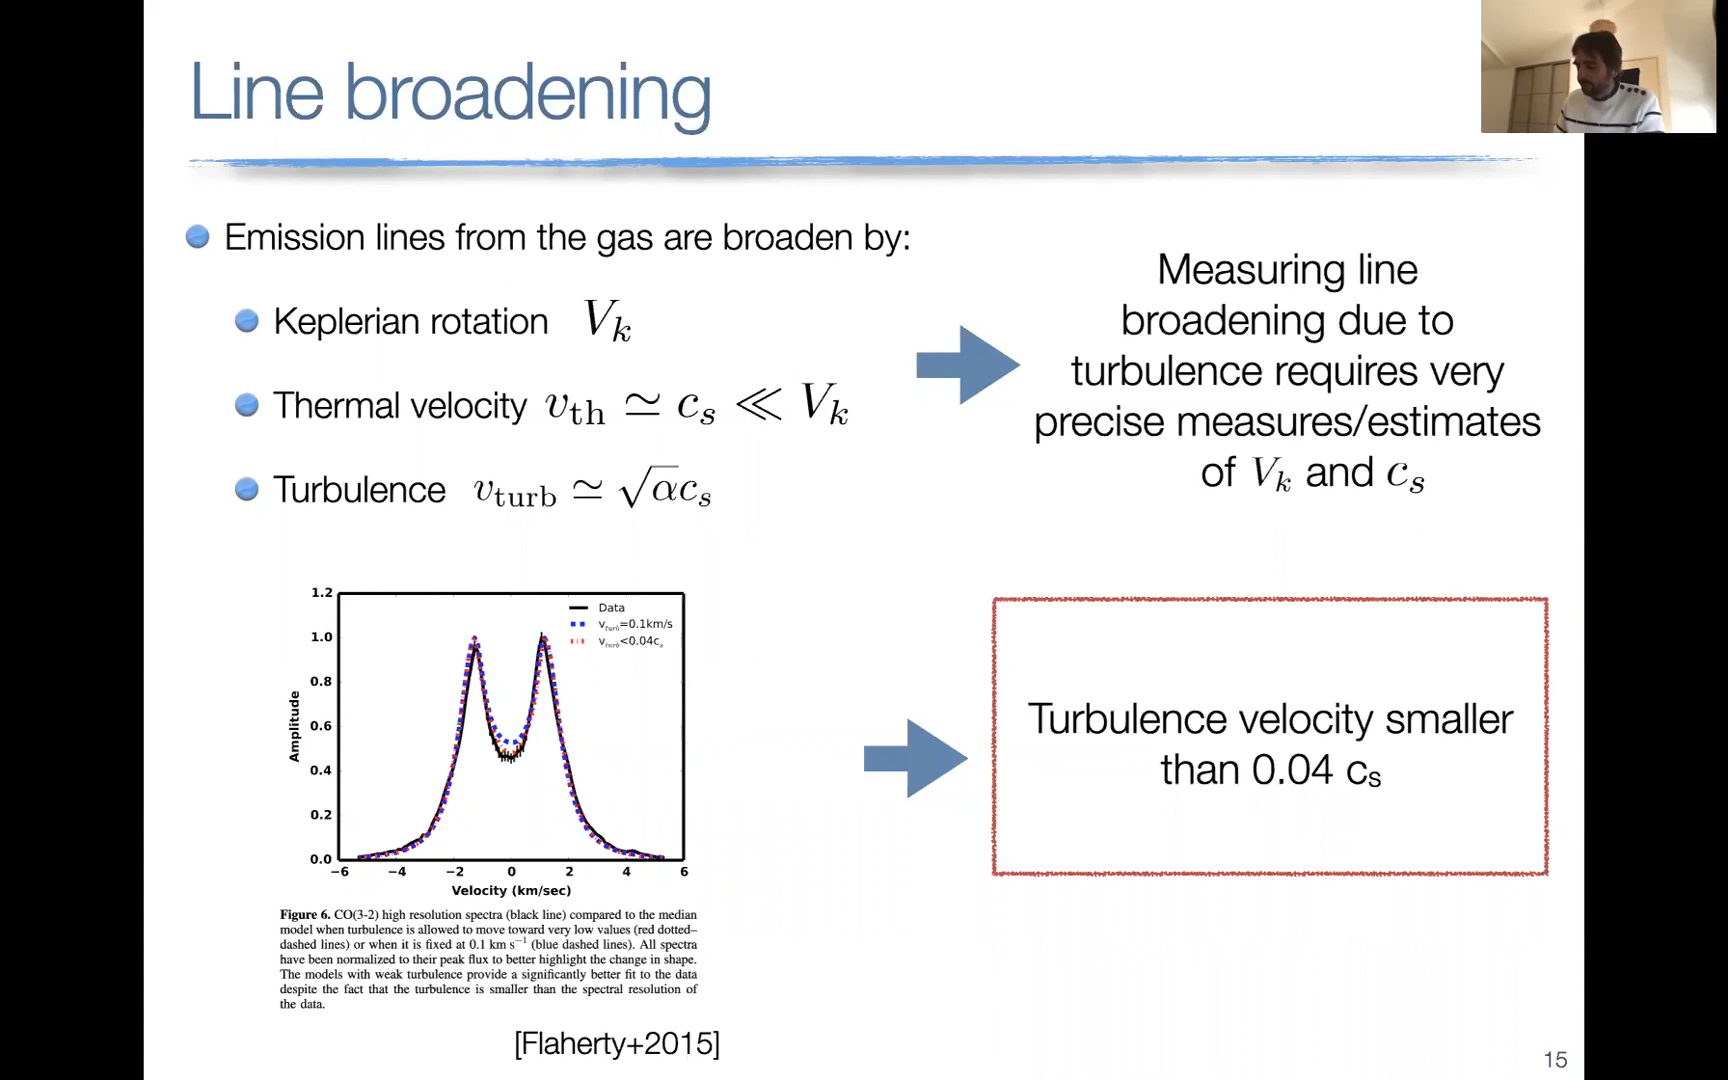 Line broadening
Emission lines from the gas are broaden by:
Keplerian rotation V_k
Thermal velocity v_th ≃ c_s ≪ V_k
Turbulence v_turb ≃ √α c_s
Measuring line
broadening due to
turbulence requires very
precise measures/estimates
of V_k and c_s
1.2
1.0
0.8
0.6
0.4
0.2
0.0
Amplitude
Data
v_turb=0.1km/s
v_turb<0.04c_s
−6 −4 −2 0 2 4 6
Velocity (km/sec)
Turbulence velocity smaller
than 0.04 c_s
Figure 6. CO(3-2) high resolution spectra (black line) compared to the median
model when turbulence is allowed to move toward very low values (red dotted–
dashed lines) or when it is fixed at 0.1 km s⁻¹ (blue dashed lines). All spectra
have been normalized to their peak flux to better highlight the change in shape.
The models with weak turbulence provide a significantly better fit to the data
despite the fact that the turbulence is smaller than the spectral resolution of
the data.
[Flaherty+2015]
15